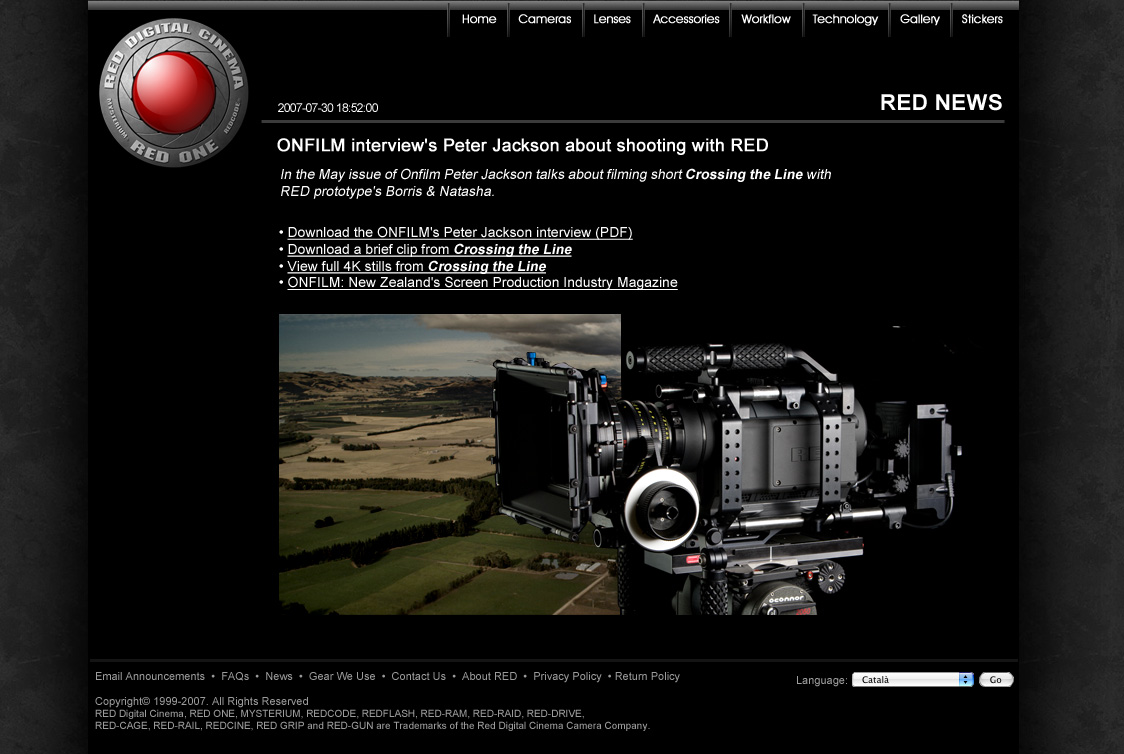 Home Cameras Lenses Accessories Workflow Technology Gallery Stickers
RED DIGITAL CINEMA
MYSTERIUM REDCODE
RED ONE
2007-07-30 18:52:00
RED NEWS
ONFILM interview's Peter Jackson about shooting with RED
In the May issue of Onfilm Peter Jackson talks about filming short Crossing the Line with
RED prototype's Borris & Natasha.
• Download the ONFILM's Peter Jackson interview (PDF)
• Download a brief clip from Crossing the Line
• View full 4K stills from Crossing the Line
• ONFILM: New Zealand's Screen Production Industry Magazine
RED
oconnor
Email Announcements • FAQs • News • Gear We Use • Contact Us • About RED • Privacy Policy • Return Policy
Language: Català Go
Copyright© 1999-2007. All Rights Reserved
RED Digital Cinema, RED ONE, MYSTERIUM, REDCODE, REDFLASH, RED-RAM, RED-RAID, RED-DRIVE,
RED-CAGE, RED-RAIL, REDCINE, RED GRIP and RED-GUN are Trademarks of the Red Digital Cinema Camera Company.